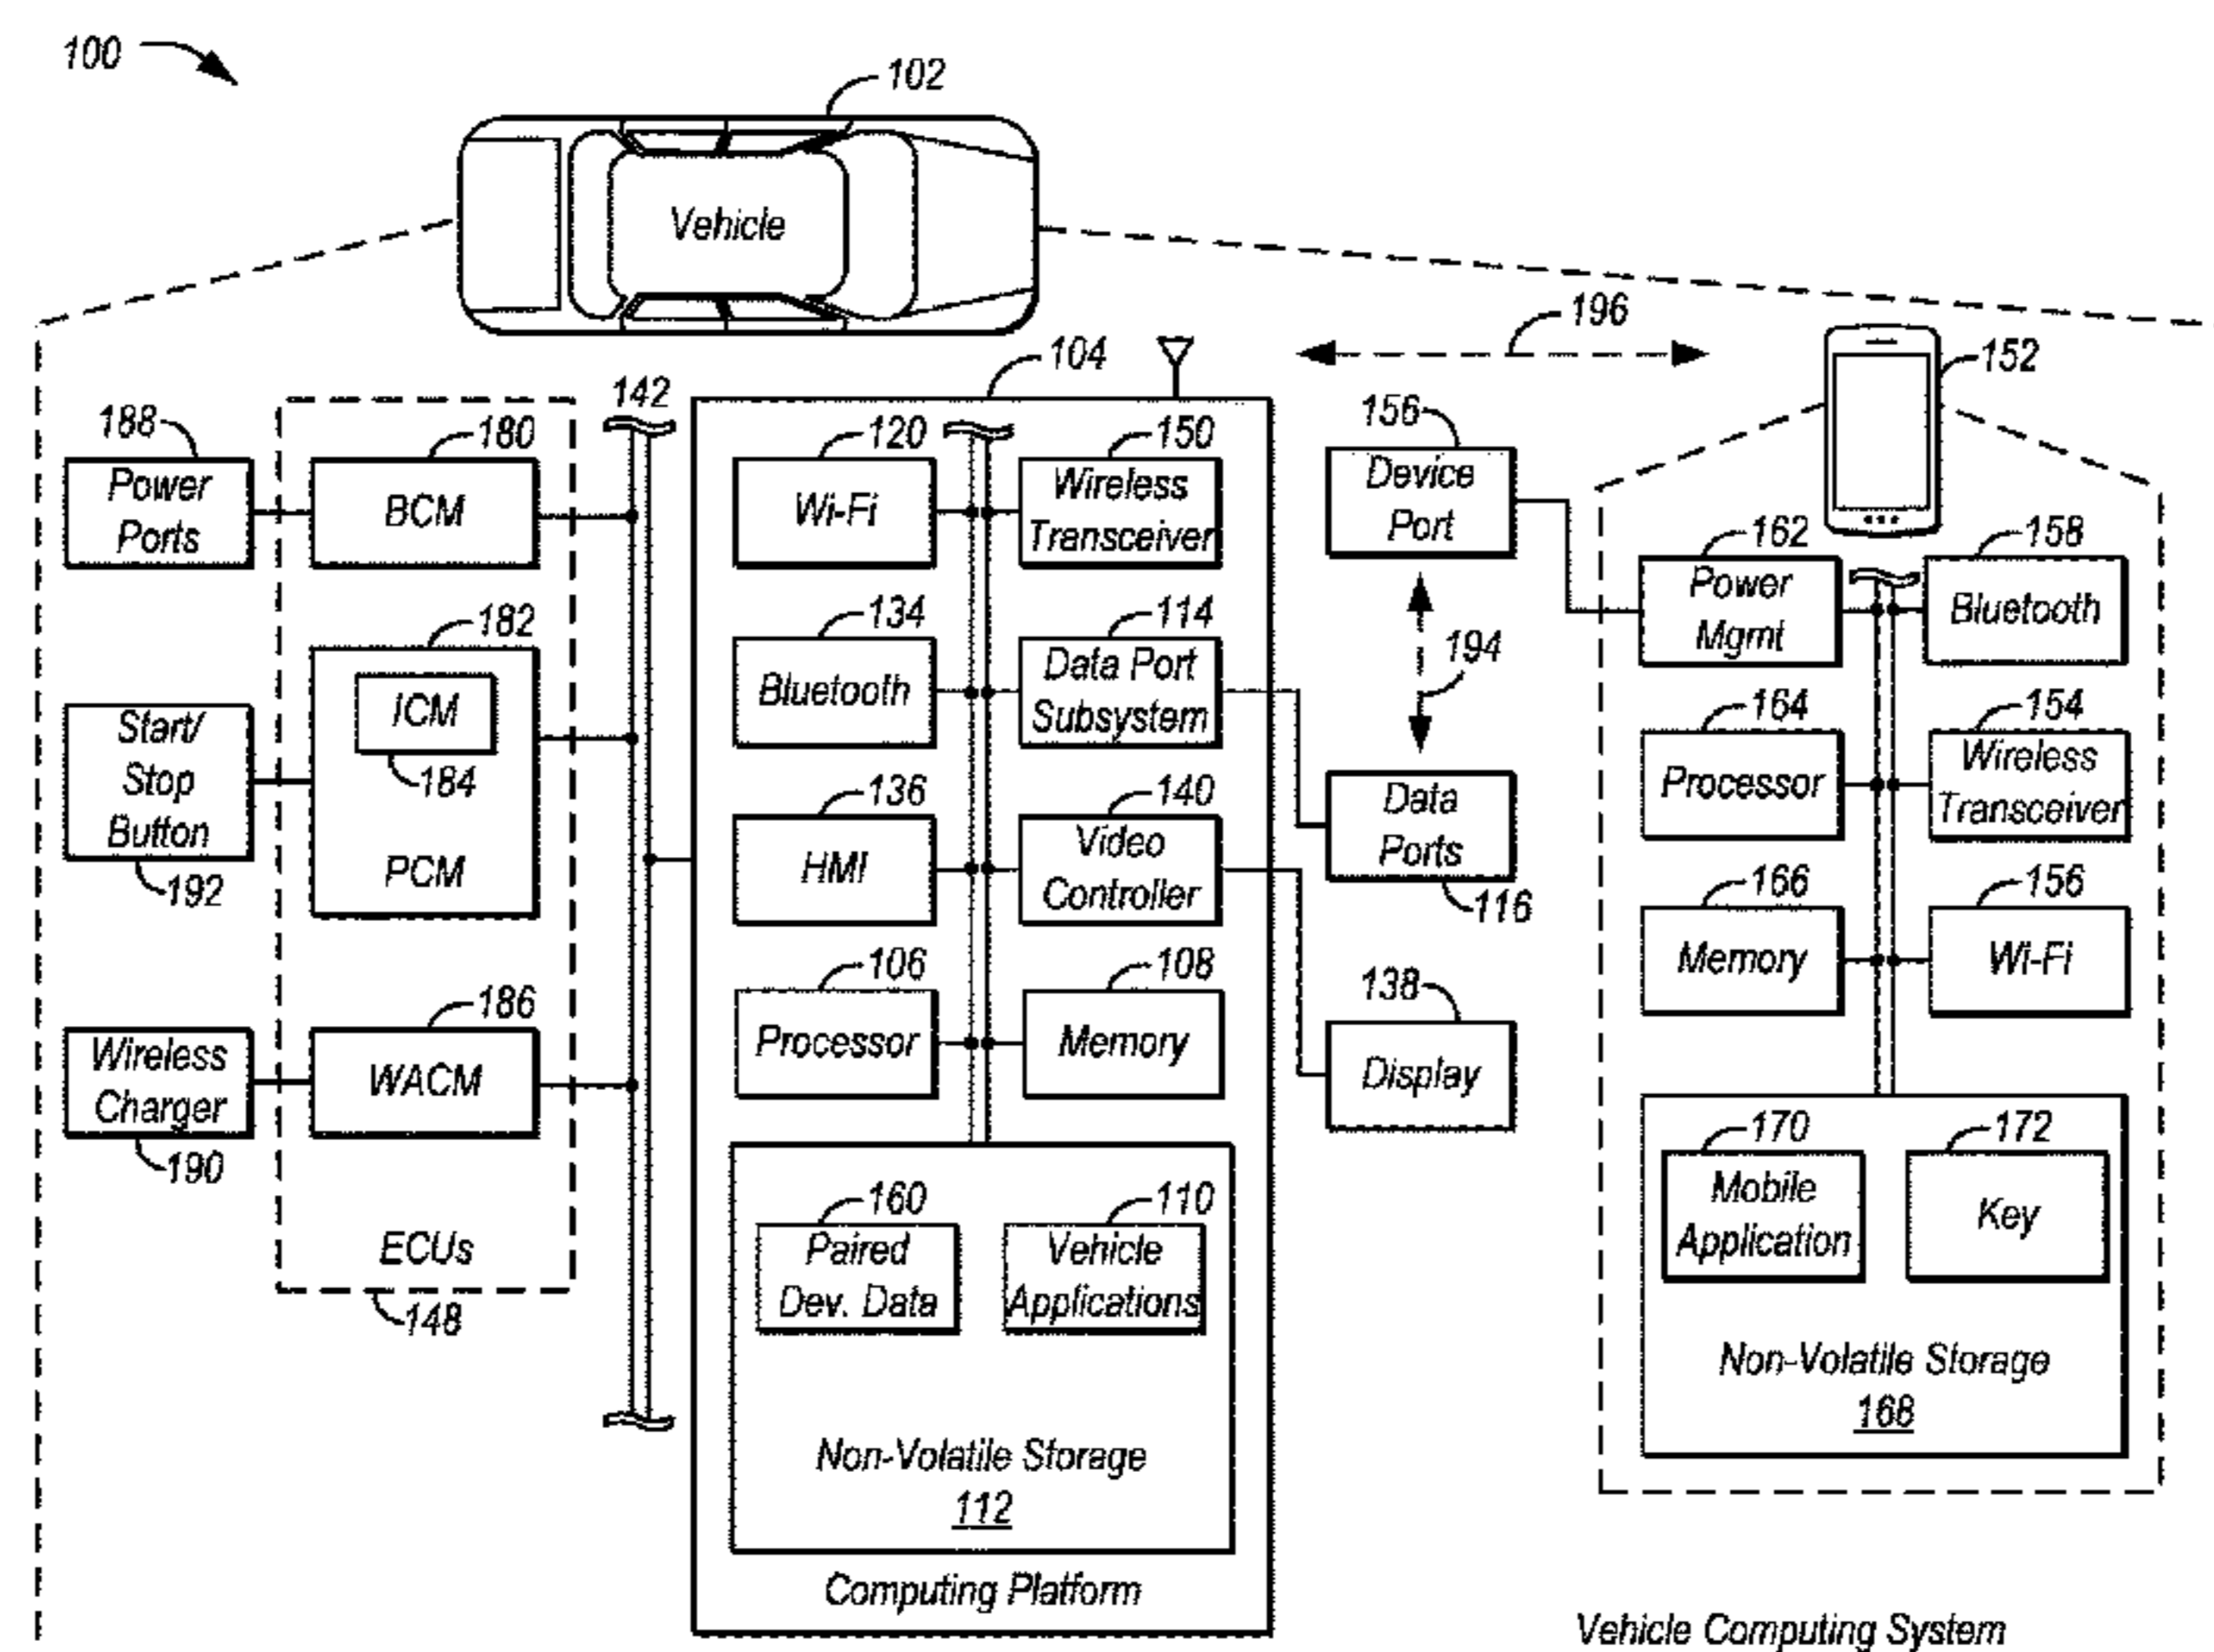 100
102
Vehicle
196
152
104
142
188
180
120
150
156
Power
Ports
BCM
Wi-Fi
Wireless
Transceiver
Device
Port
162
158
Power
Mgmt
Bluetooth
182
134
114
194
ICM
184
Bluetooth
Data Port
Subsystem
164
154
Start/
Stop
Button
192
PCM
136
140
HMI
Video
Controller
Data
Ports
116
Processor
Wireless
Transceiver
166
156
Memory
Wi-Fi
186
106
108
138
Wireless
Charger
190
WACM
Processor
Memory
Display
170
172
Mobile
Application
Key
160
110
ECUs
148
Paired
Dev. Data
Vehicle
Applications
Non-Volatile Storage
168
Non-Volatile Storage
112
Computing Platform
Vehicle Computing System